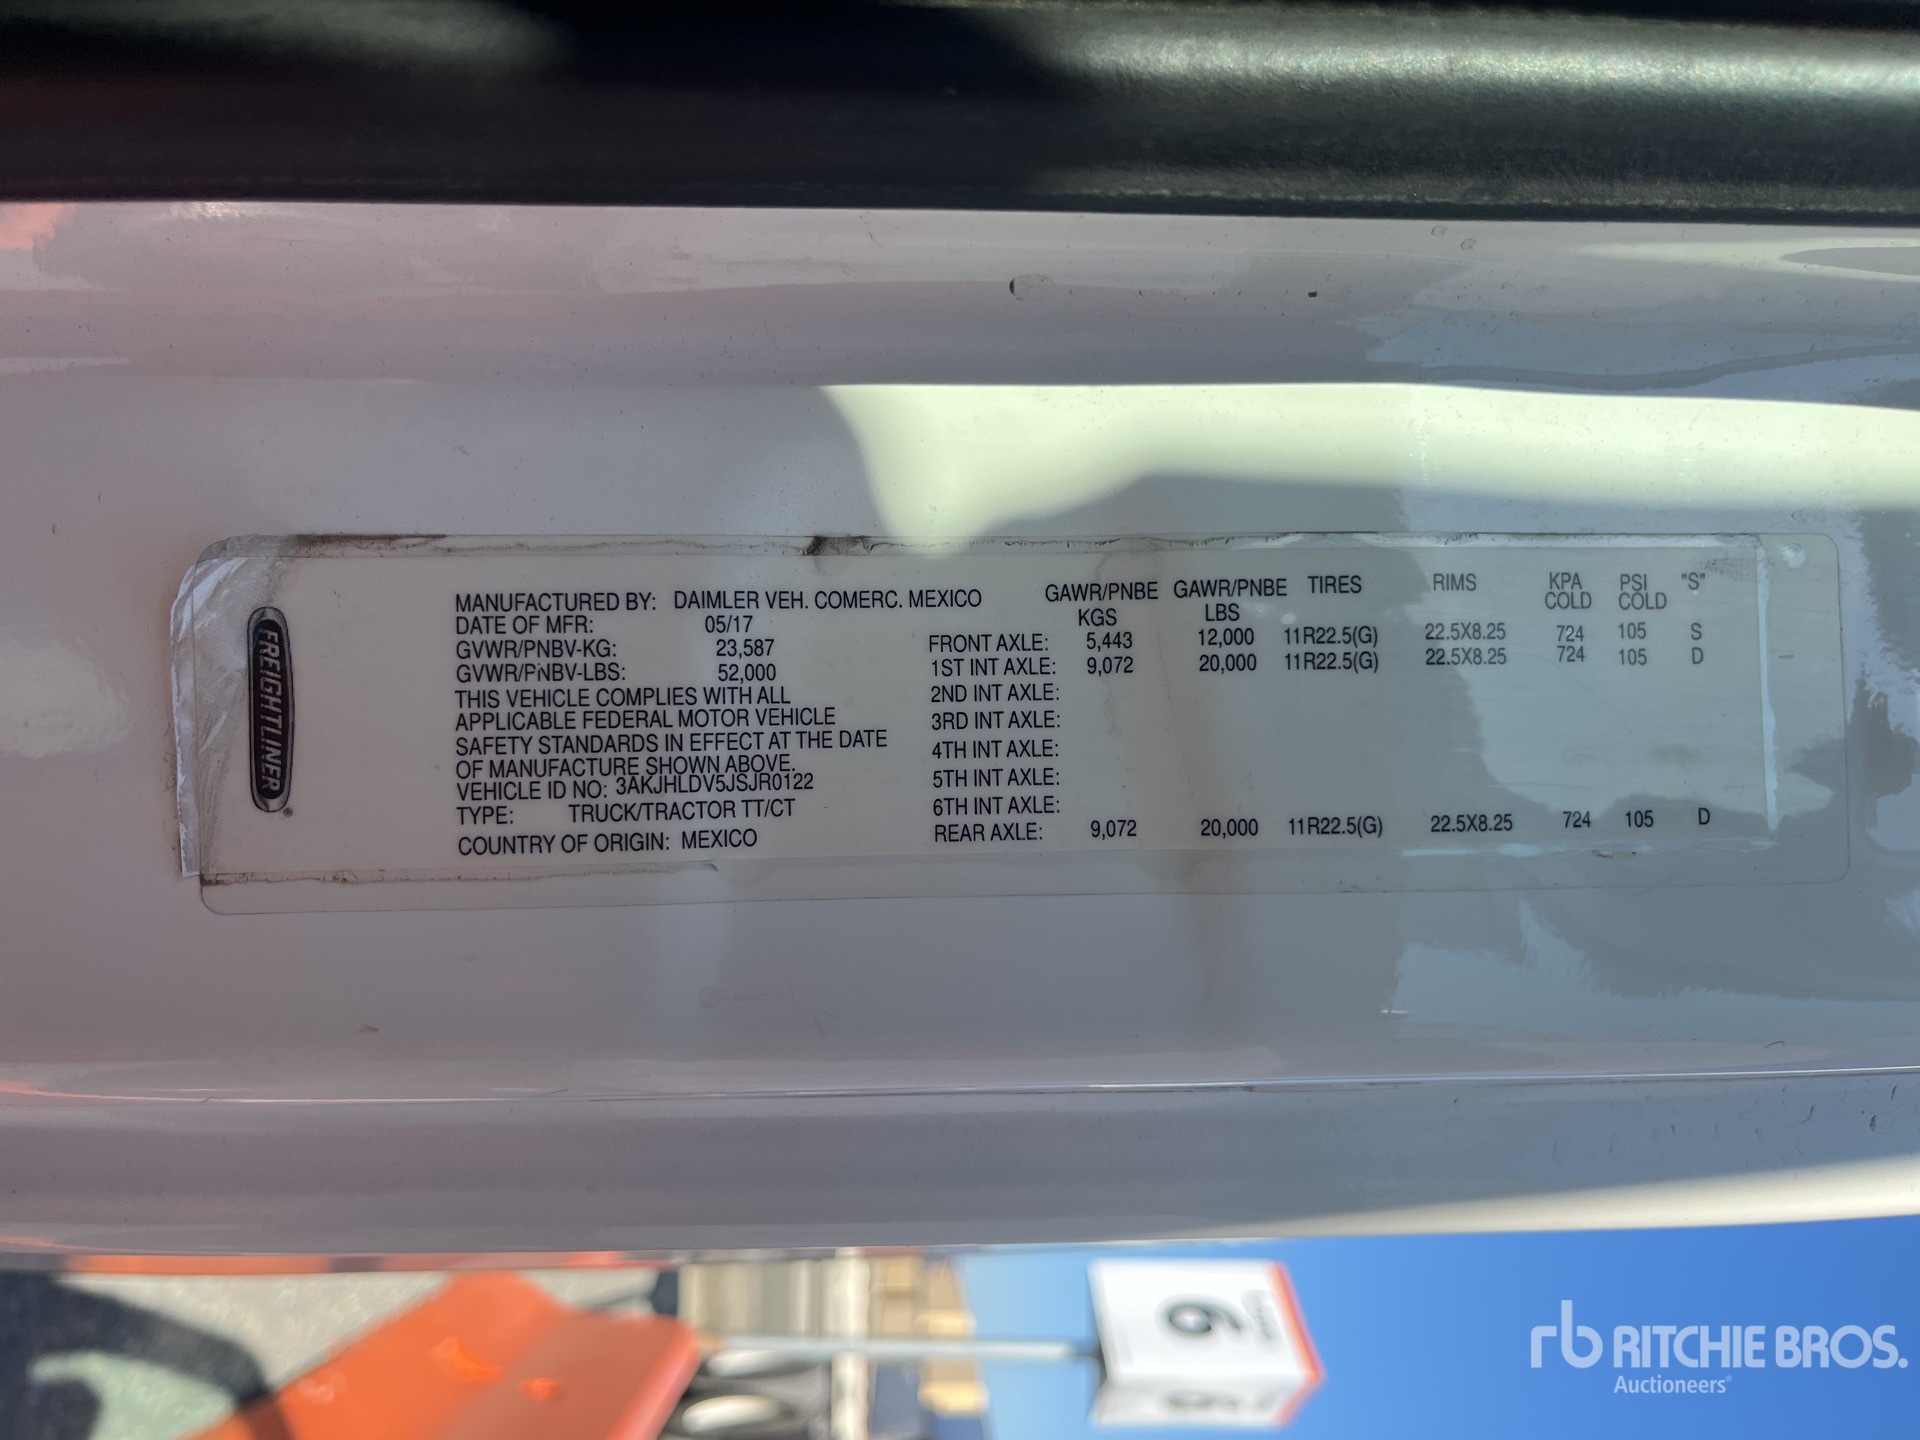 FREIGHTLINER®
MANUFACTURED BY: DAIMLER VEH. COMERC. MEXICO
DATE OF MFR: 05/17
GVWR/PNBV-KG: 23,587
GVWR/PNBV-LBS: 52,000
THIS VEHICLE COMPLIES WITH ALL
APPLICABLE FEDERAL MOTOR VEHICLE
SAFETY STANDARDS IN EFFECT AT THE DATE
OF MANUFACTURE SHOWN ABOVE.
VEHICLE ID NO: 3AKJHLDV5JSJR0122
TYPE: TRUCK/TRACTOR TT/CT
COUNTRY OF ORIGIN: MEXICO
GAWR/PNBE GAWR/PNBE TIRES RIMS KPA PSI "S"
KGS LBS COLD COLD
FRONT AXLE: 5,443 12,000 11R22.5(G) 22.5X8.25 724 105 S
1ST INT AXLE: 9,072 20,000 11R22.5(G) 22.5X8.25 724 105 D
2ND INT AXLE:
3RD INT AXLE:
4TH INT AXLE:
5TH INT AXLE:
6TH INT AXLE:
REAR AXLE: 9,072 20,000 11R22.5(G) 22.5X8.25 724 105 D
9
rb RITCHIE BROS.
Auctioneers